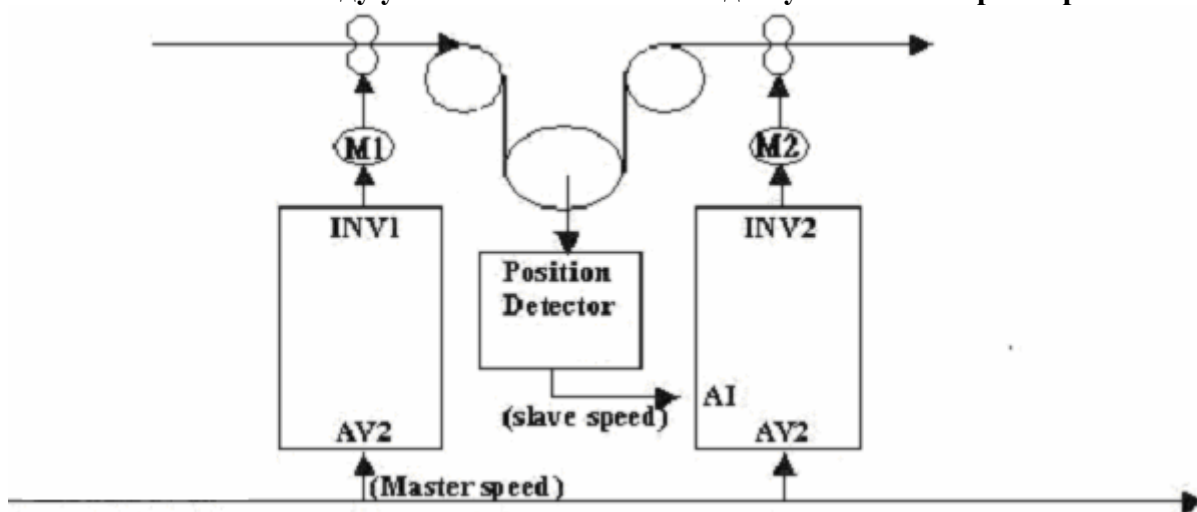 M1
M2
INV1
INV2
Position
Detector
AI
(slave speed)
AV2
AV2
(Master speed)